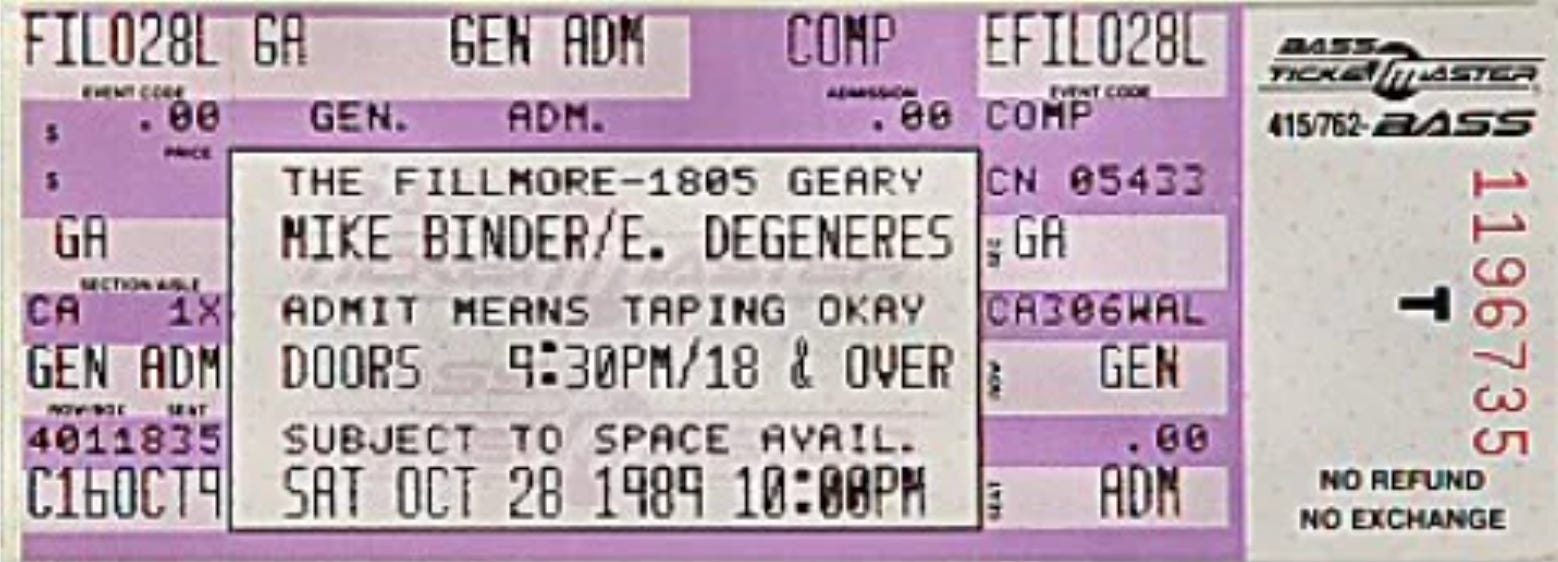 FIL028L GA GEN ADM COMP EFIL028L
EVENT CODE ADMISSION EVENT CODE
$ .00 GEN. ADM. .00 COMP
PRICE
$ THE FILLMORE-1805 GEARY CN 05433
GA MIKE BINDER/E. DEGENERES GA
SECTION/AISLE
CA 1X ADMIT MEANS TAPING OKAY CA306WAL
GEN ADM DOORS 9:30PM/18 & OVER GEN
ROW/BOX SEAT
4011835 SUBJECT TO SPACE AVAIL. .00
C16OCT9 SAT OCT 28 1989 10:00PM ADM
BASS
TICKETMASTER
415/762-BASS
1196735
T
NO REFUND
NO EXCHANGE